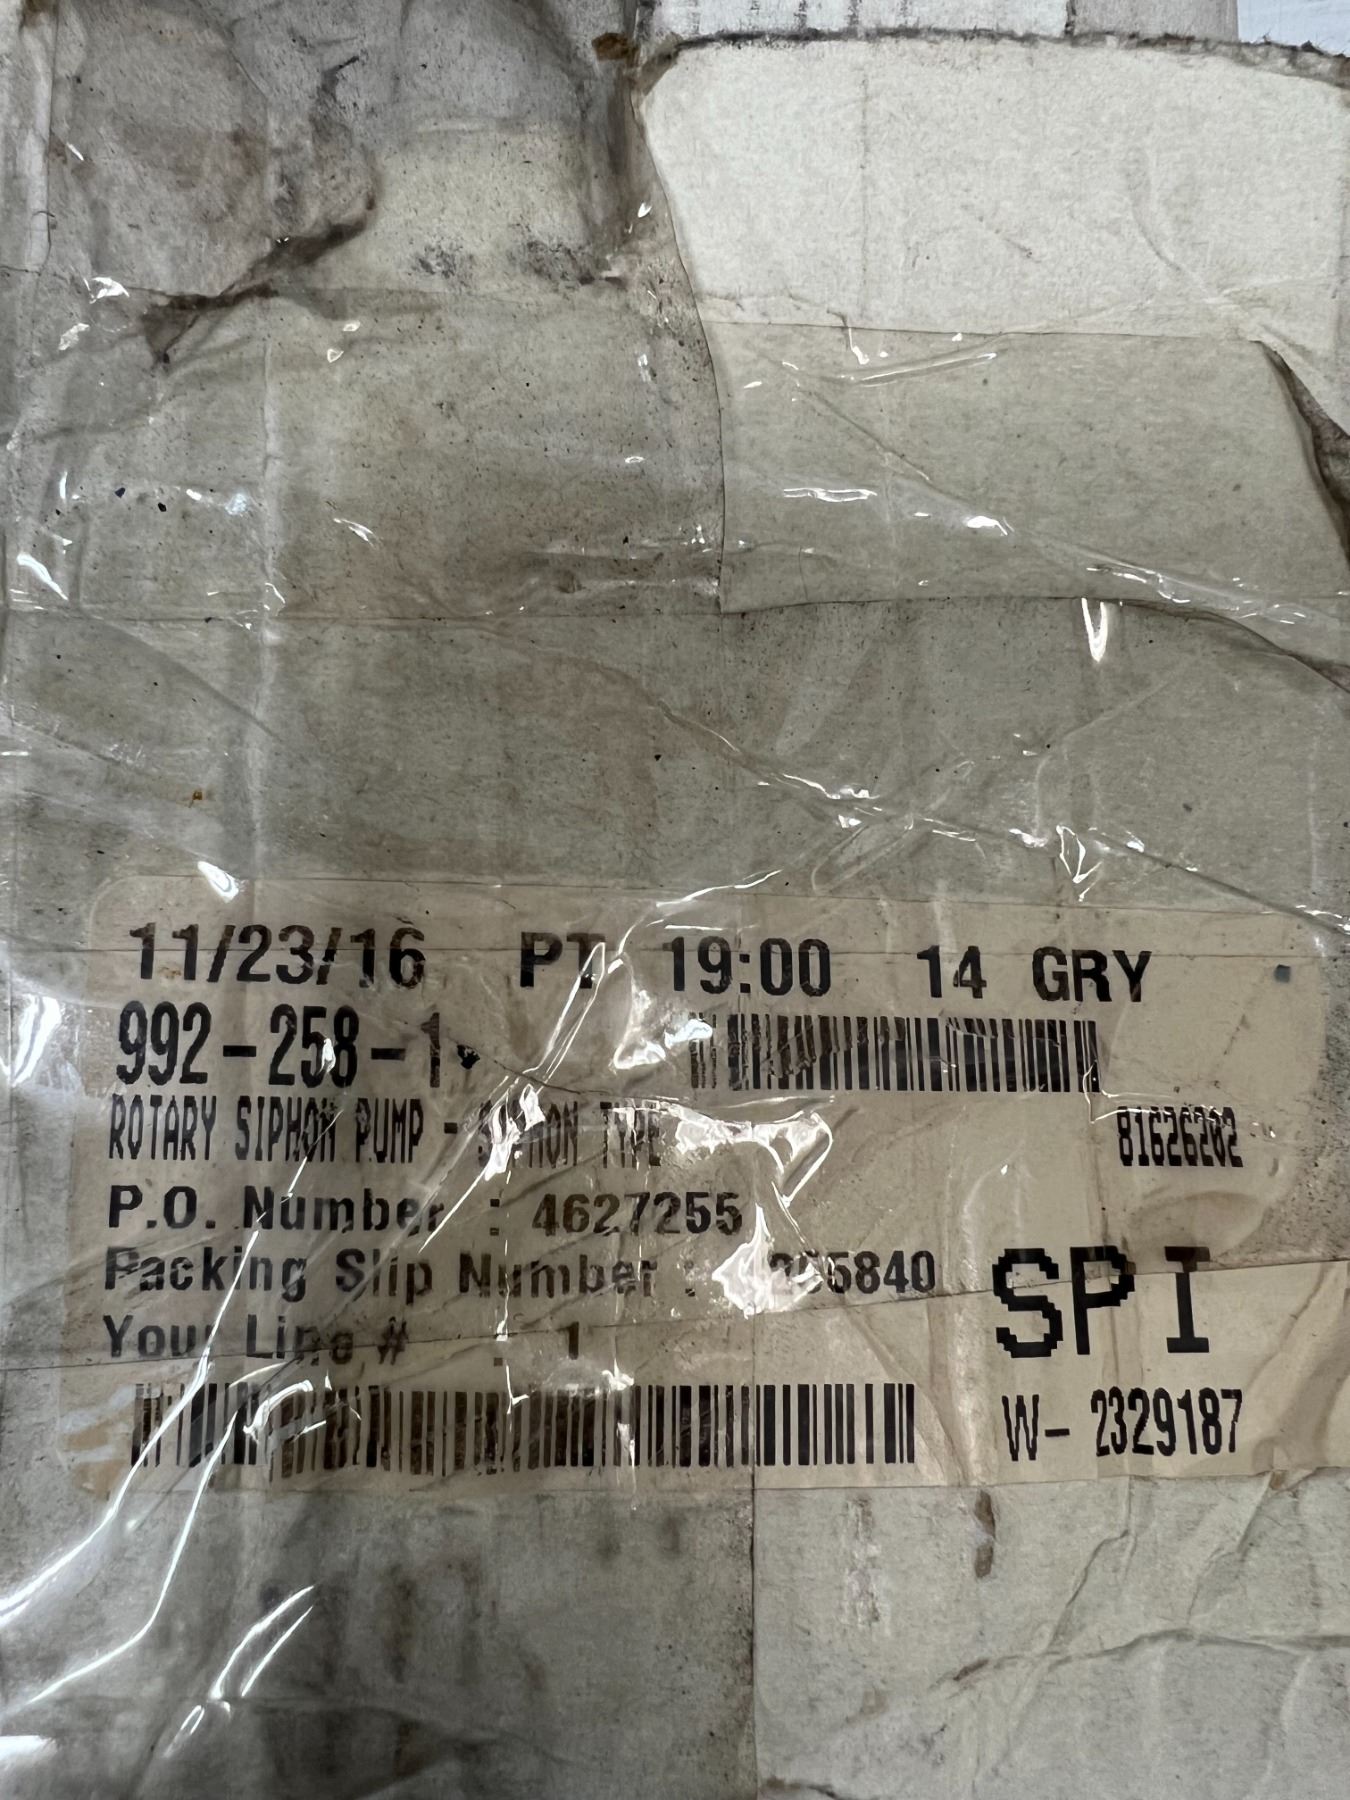 11/23/16 PT 19:00 14 GRY
992-258-1
ROTARY SIPHON PUMP - SIPHON TYPE
81626202
P.O. Number : 4627255
Packing Slip Number :
SPI
Your Line # : 1
W- 2329187